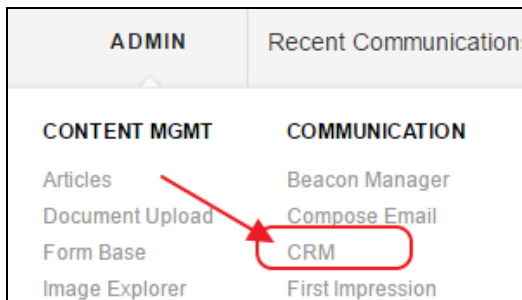 ADMIN
Recent Communications
CONTENT MGMT
Articles
Document Upload
Form Base
Image Explorer
COMMUNICATION
Beacon Manager
Compose Email
CRM
First Impression